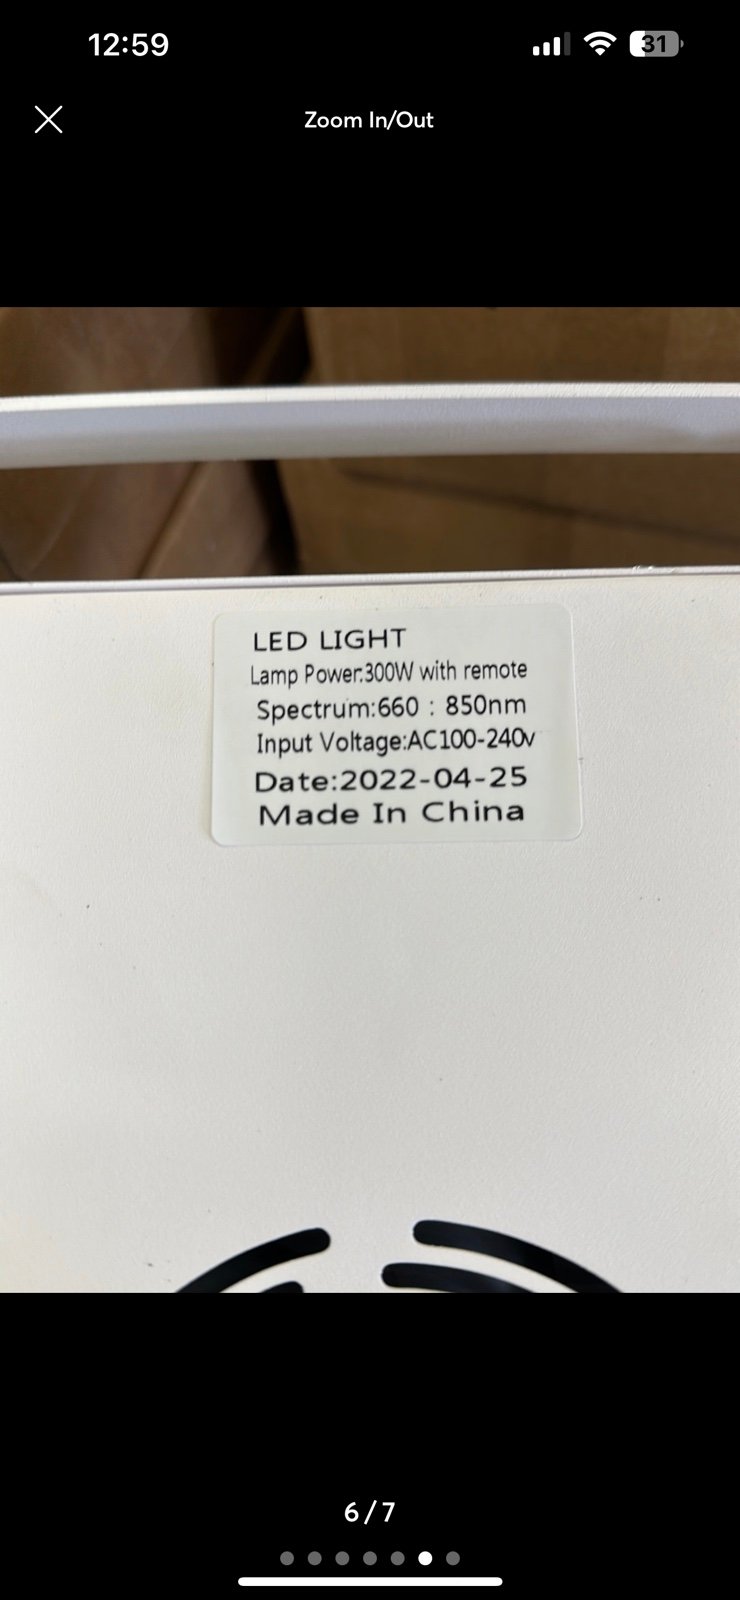 12:59
31
Zoom In/Out
LED LIGHT
Lamp Power:300W with remote
Spectrum:660 : 850nm
Input Voltage:AC100-240v
Date:2022-04-25
Made In China
6/7